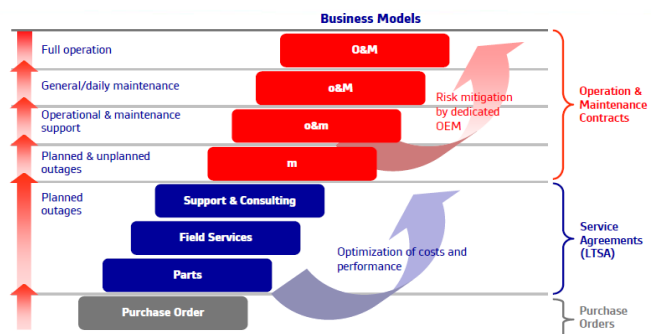 Business Models
Full operation
O&M
General/daily maintenance
o&M
Operational & maintenance
support
o&m
Planned & unplanned
outages
m
Risk mitigation
by dedicated
OEM
Operation &
Maintenance
Contracts
Planned
outages
Support & Consulting
Field Services
Parts
Optimization of costs and
performance
Service
Agreements
(LTSA)
Purchase Order
Purchase
Orders